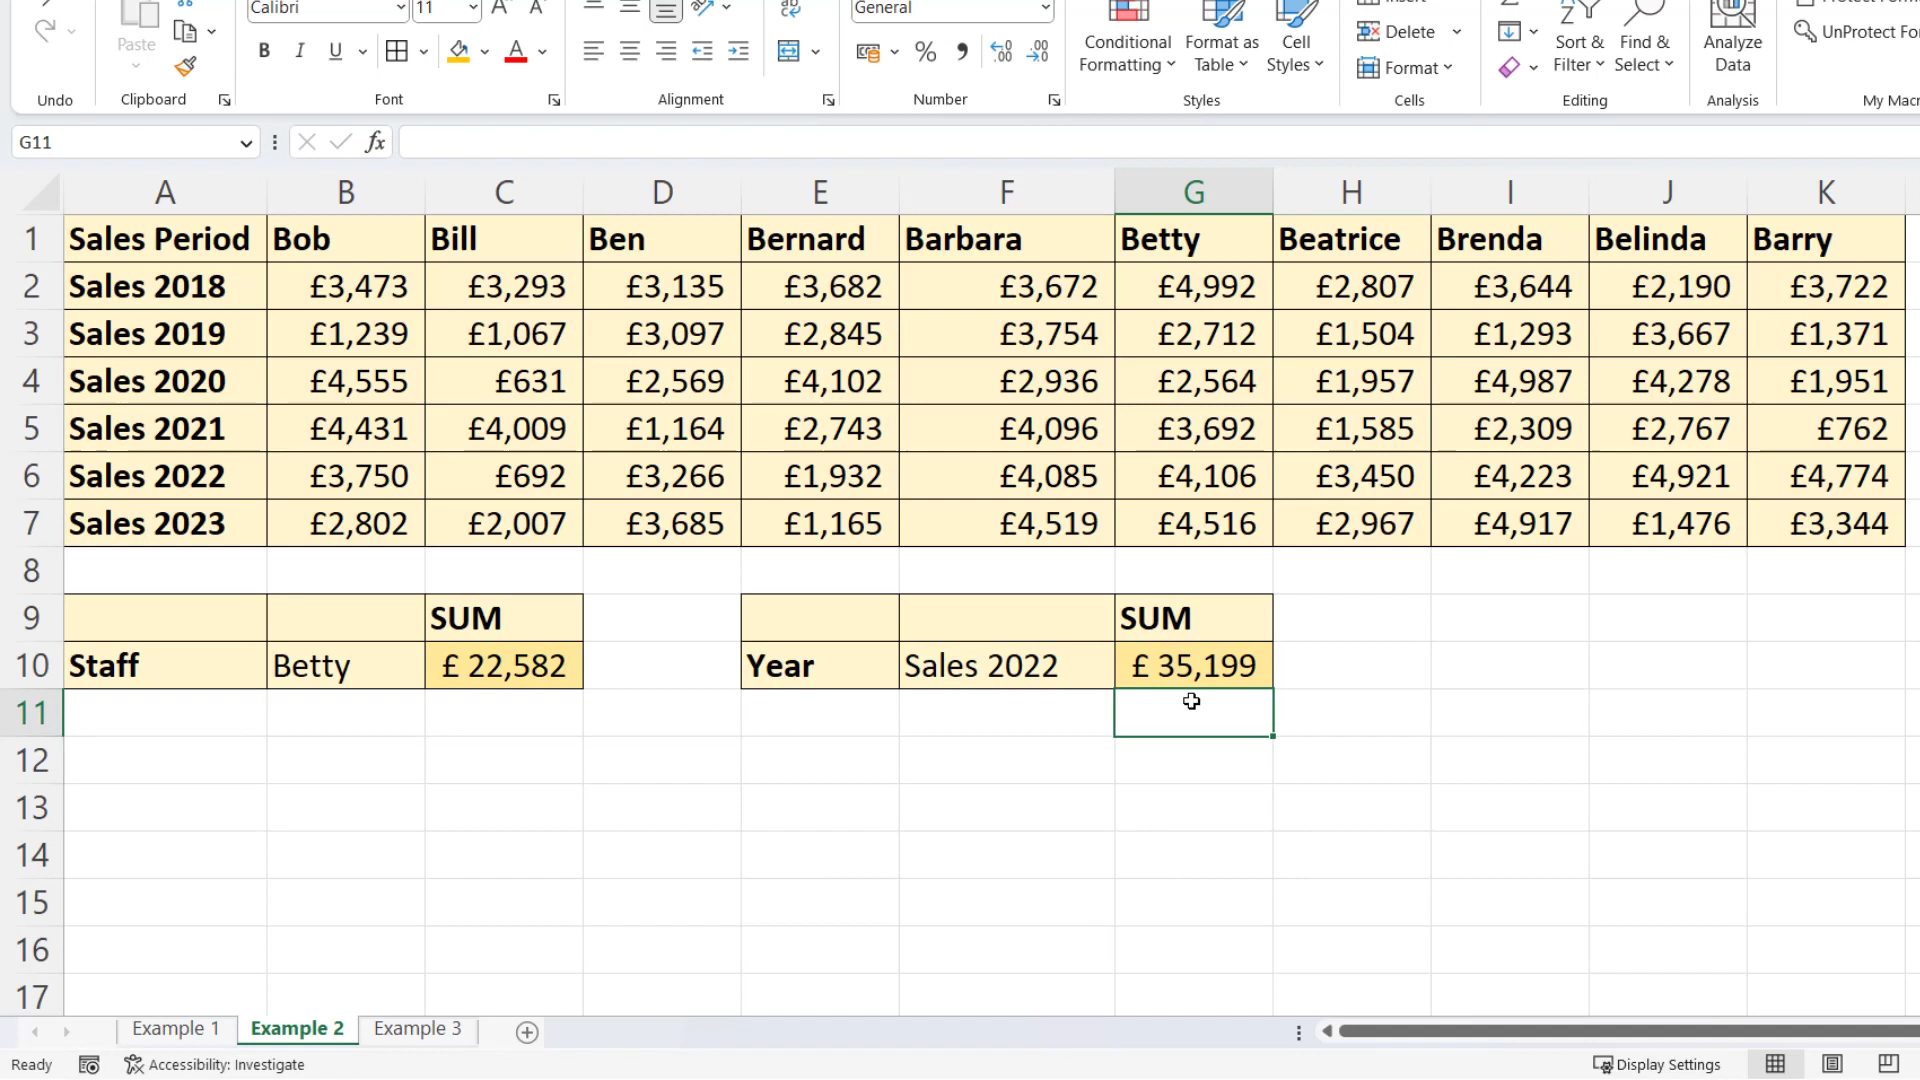 Calibri 11 General
Paste
Conditional Formatting
Format as Table
Cell Styles
Delete
Format
Sort & Filter
Find & Select
Analyze Data
UnProtect
Undo Clipboard Font Alignment Number Styles Cells Editing Analysis
G11 fx
A B C D E F G H I J K
1 Sales Period Bob Bill Ben Bernard Barbara Betty Beatrice Brenda Belinda Barry
2 Sales 2018 £3,473 £3,293 £3,135 £3,682 £3,672 £4,992 £2,807 £3,644 £2,190 £3,722
3 Sales 2019 £1,239 £1,067 £3,097 £2,845 £3,754 £2,712 £1,504 £1,293 £3,667 £1,371
4 Sales 2020 £4,555 £631 £2,569 £4,102 £2,936 £2,564 £1,957 £4,987 £4,278 £1,951
5 Sales 2021 £4,431 £4,009 £1,164 £2,743 £4,096 £3,692 £1,585 £2,309 £2,767 £762
6 Sales 2022 £3,750 £692 £3,266 £1,932 £4,085 £4,106 £3,450 £4,223 £4,921 £4,774
7 Sales 2023 £2,802 £2,007 £3,685 £1,165 £4,519 £4,516 £2,967 £4,917 £1,476 £3,344
8
9 SUM SUM
10 Staff Betty £ 22,582 Year Sales 2022 £ 35,199
11
12
13
14
15
16
17
Example 1 Example 2 Example 3
Ready Accessibility: Investigate Display Settings